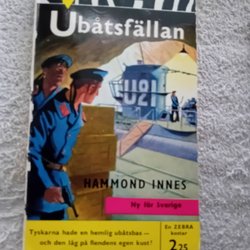 Ubåtsfällan
U21
HAMMOND INNES
Ny för Sverige
Tyskarna hade en hemlig ubåtsbas —
och den låg på fiendens egen kust!
En ZEBRA
kostar
2.25